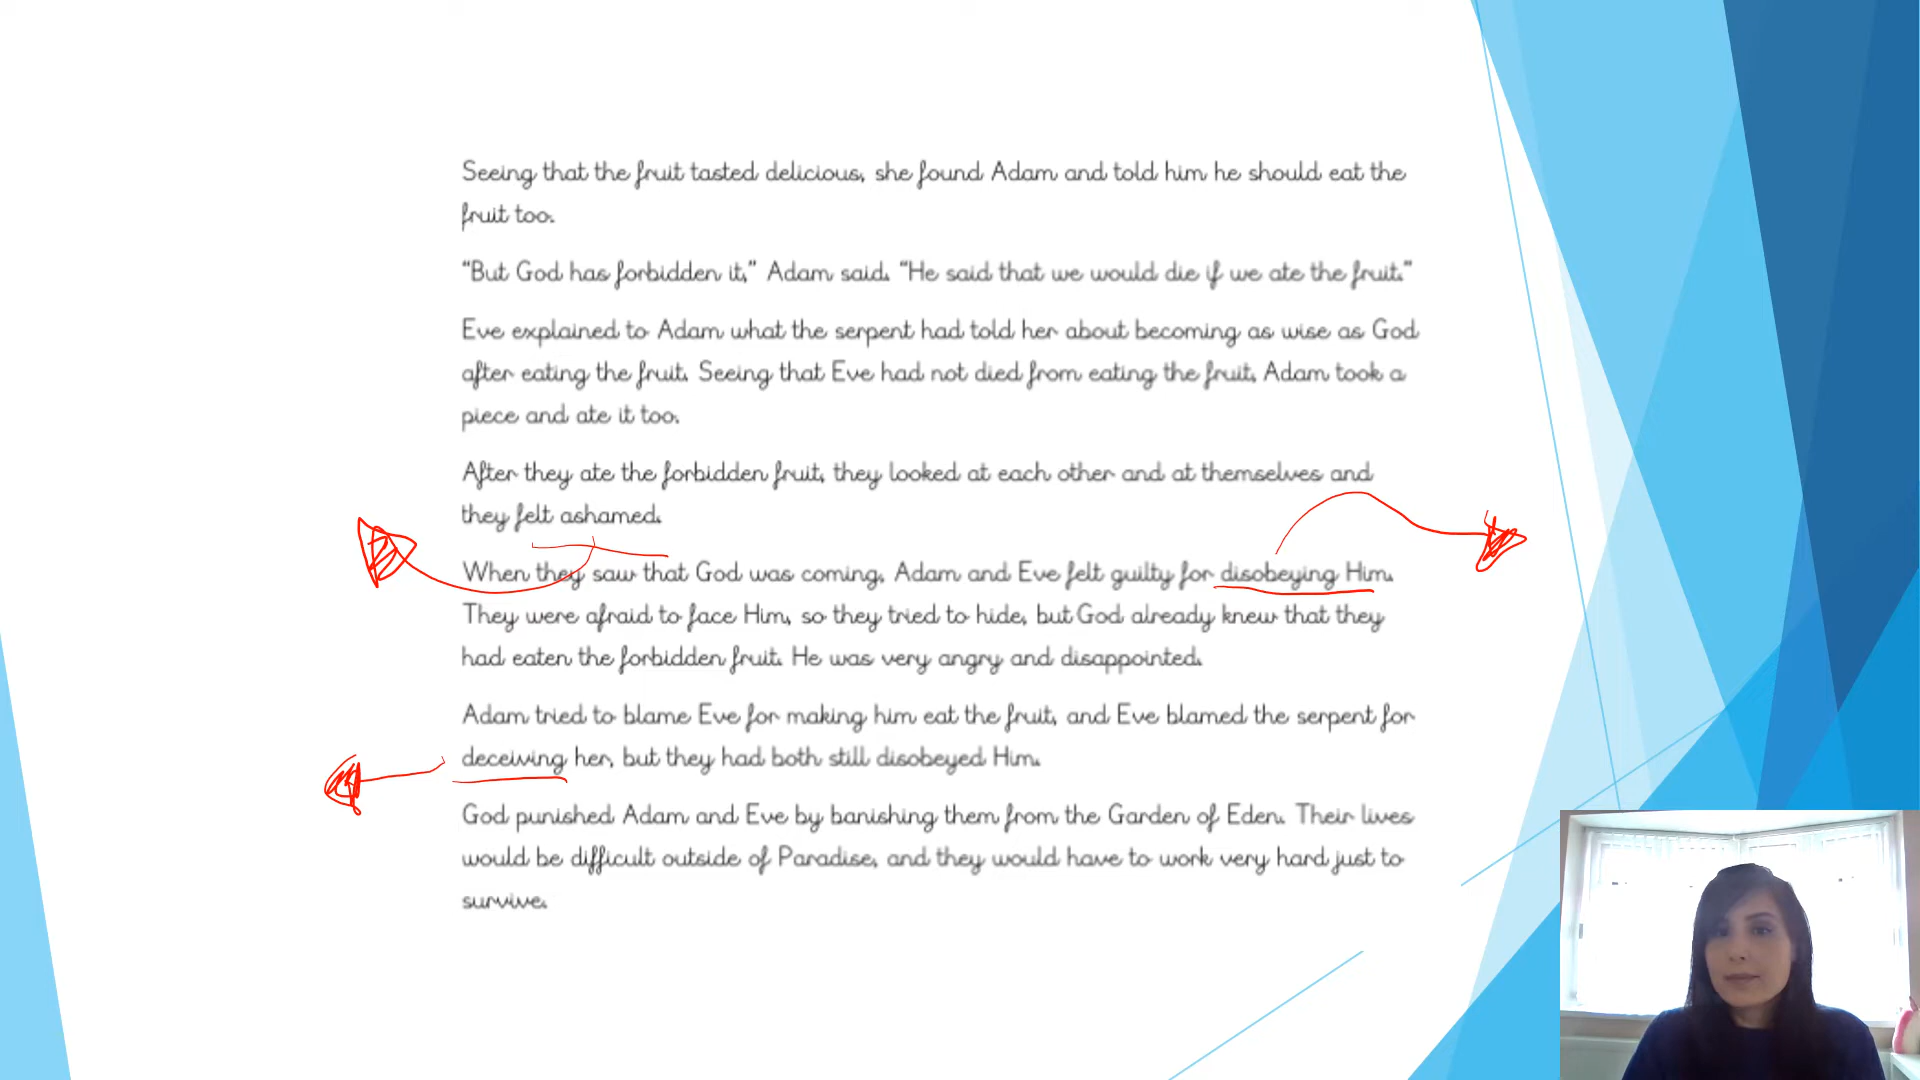 Seeing that the fruit tasted delicious, she found Adam and told him he should eat the
fruit too.
"But God has forbidden it," Adam said. "He said that we would die if we ate the fruit."
Eve explained to Adam what the serpent had told her about becoming as wise as God
after eating the fruit. Seeing that Eve had not died from eating the fruit, Adam took a
piece and ate it too.
After they ate the forbidden fruit, they looked at each other and at themselves and
they felt ashamed.
When they saw that God was coming, Adam and Eve felt guilty for disobeying Him.
They were afraid to face Him, so they tried to hide, but God already knew that they
had eaten the forbidden fruit. He was very angry and disappointed.
Adam tried to blame Eve for making him eat the fruit, and Eve blamed the serpent for
deceiving her, but they had both still disobeyed Him.
God punished Adam and Eve by banishing them from the Garden of Eden. Their lives
would be difficult outside of Paradise, and they would have to work very hard just to
survive.